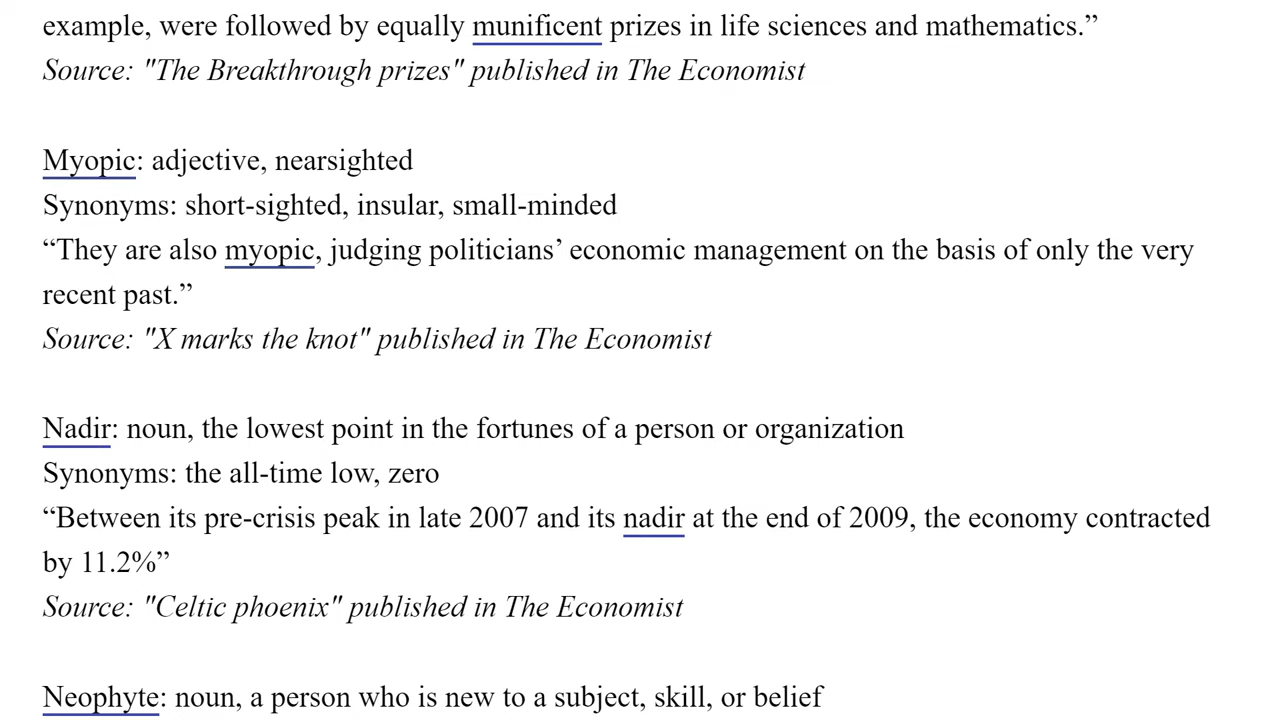 example, were followed by equally munificent prizes in life sciences and mathematics.”
Source: "The Breakthrough prizes" published in The Economist
Myopic: adjective, nearsighted
Synonyms: short-sighted, insular, small-minded
“They are also myopic, judging politicians’ economic management on the basis of only the very
recent past.”
Source: "X marks the knot" published in The Economist
Nadir: noun, the lowest point in the fortunes of a person or organization
Synonyms: the all-time low, zero
“Between its pre-crisis peak in late 2007 and its nadir at the end of 2009, the economy contracted
by 11.2%”
Source: "Celtic phoenix" published in The Economist
Neophyte: noun, a person who is new to a subject, skill, or belief